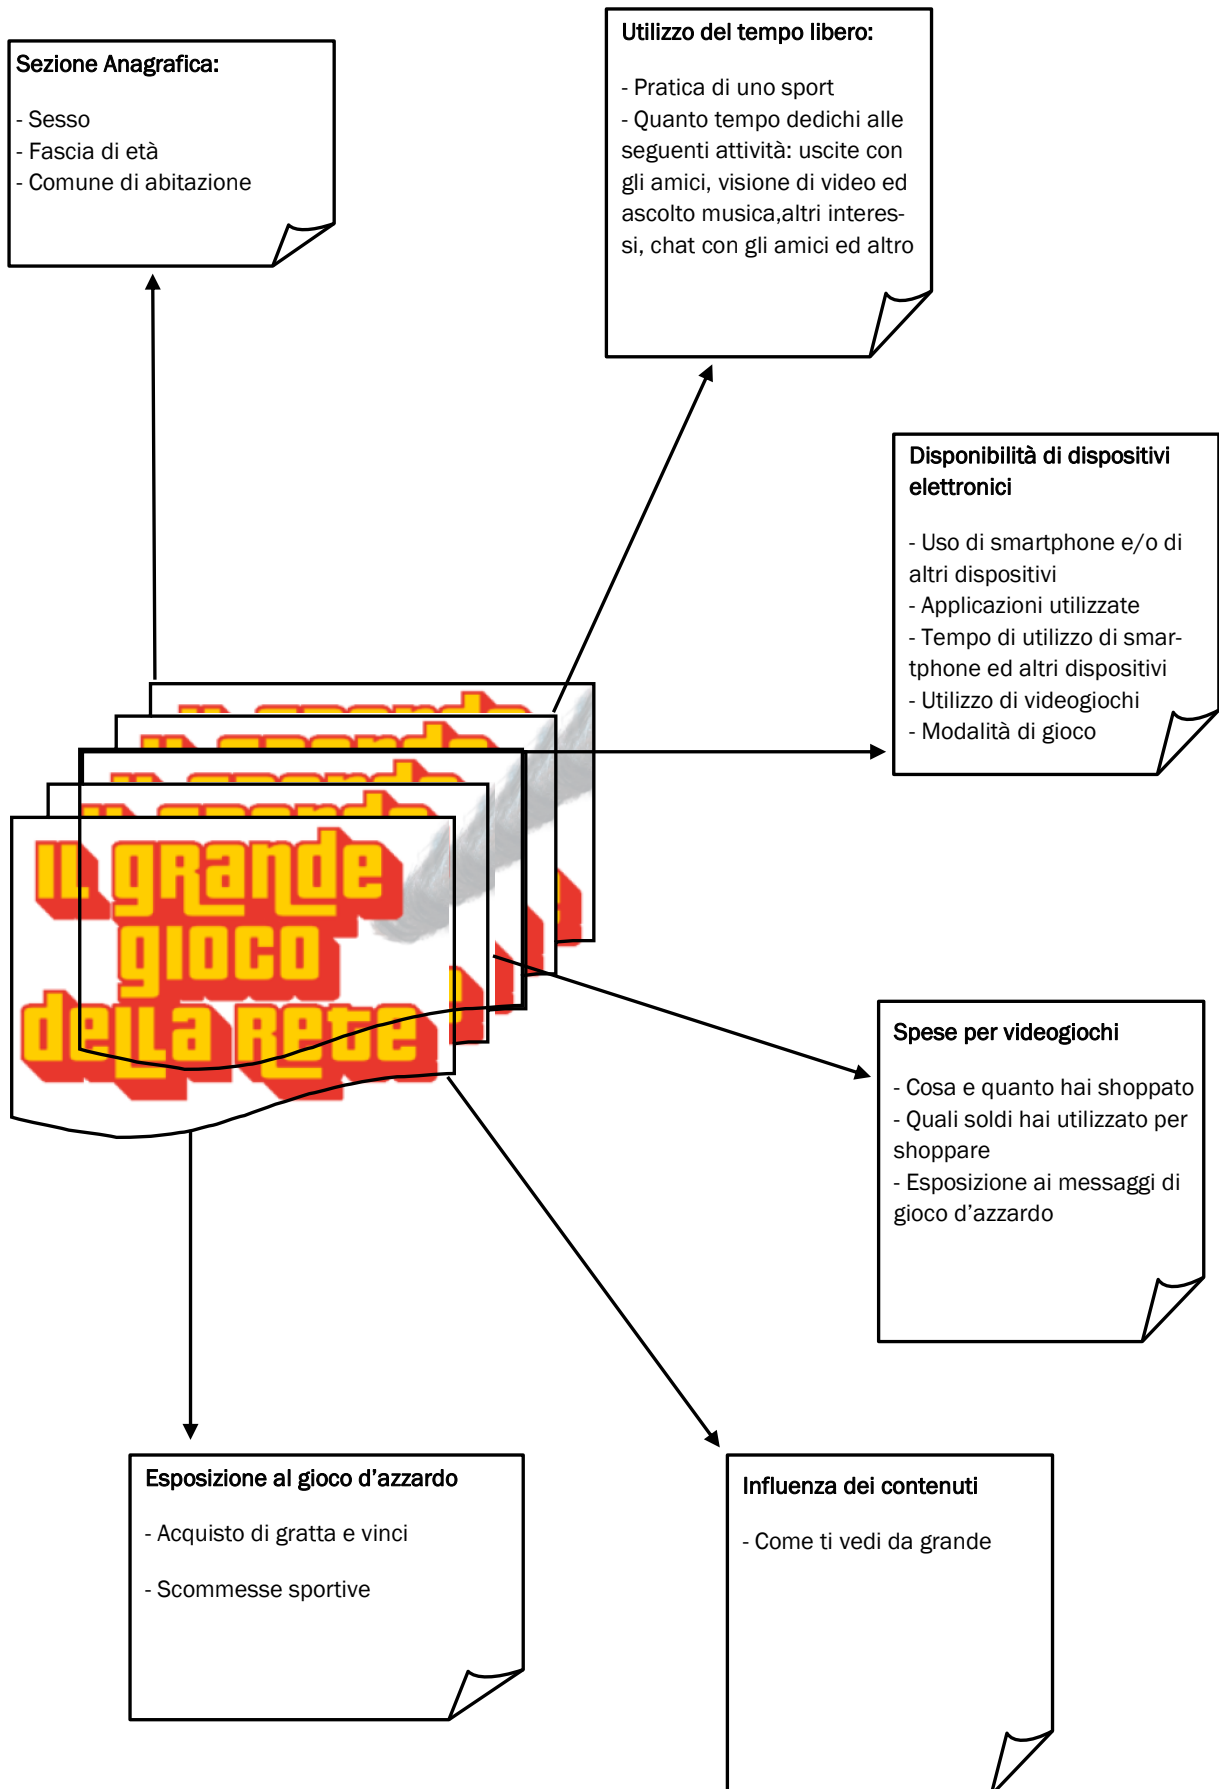 Sezione Anagrafica:
- Sesso
- Fascia di età
- Comune di abitazione
Utilizzo del tempo libero:
- Pratica di uno sport
- Quanto tempo dedichi alle
seguenti attività: uscite con
gli amici, visione di video ed
ascolto musica,altri interes-
si, chat con gli amici ed altro
Disponibilità di dispositivi
elettronici
- Uso di smartphone e/o di
altri dispositivi
- Applicazioni utilizzate
- Tempo di utilizzo di smar-
tphone ed altri dispositivi
- Utilizzo di videogiochi
- Modalità di gioco
IL GRANDE
GIOCO
DELLA RETE
Spese per videogiochi
- Cosa e quanto hai shoppato
- Quali soldi hai utilizzato per
shoppare
- Esposizione ai messaggi di
gioco d’azzardo
Esposizione al gioco d’azzardo
- Acquisto di gratta e vinci
- Scommesse sportive
Influenza dei contenuti
- Come ti vedi da grande